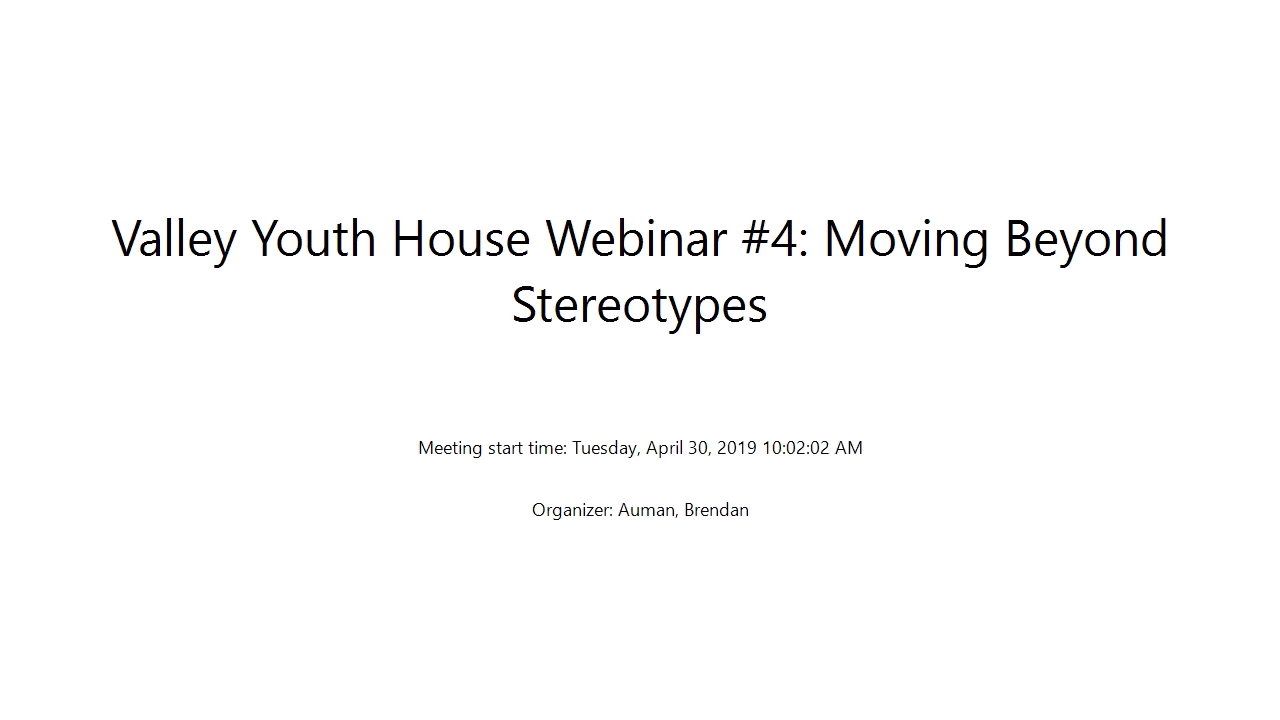 Valley Youth House Webinar #4: Moving Beyond
Stereotypes
Meeting start time: Tuesday, April 30, 2019 10:02:02 AM
Organizer: Auman, Brendan